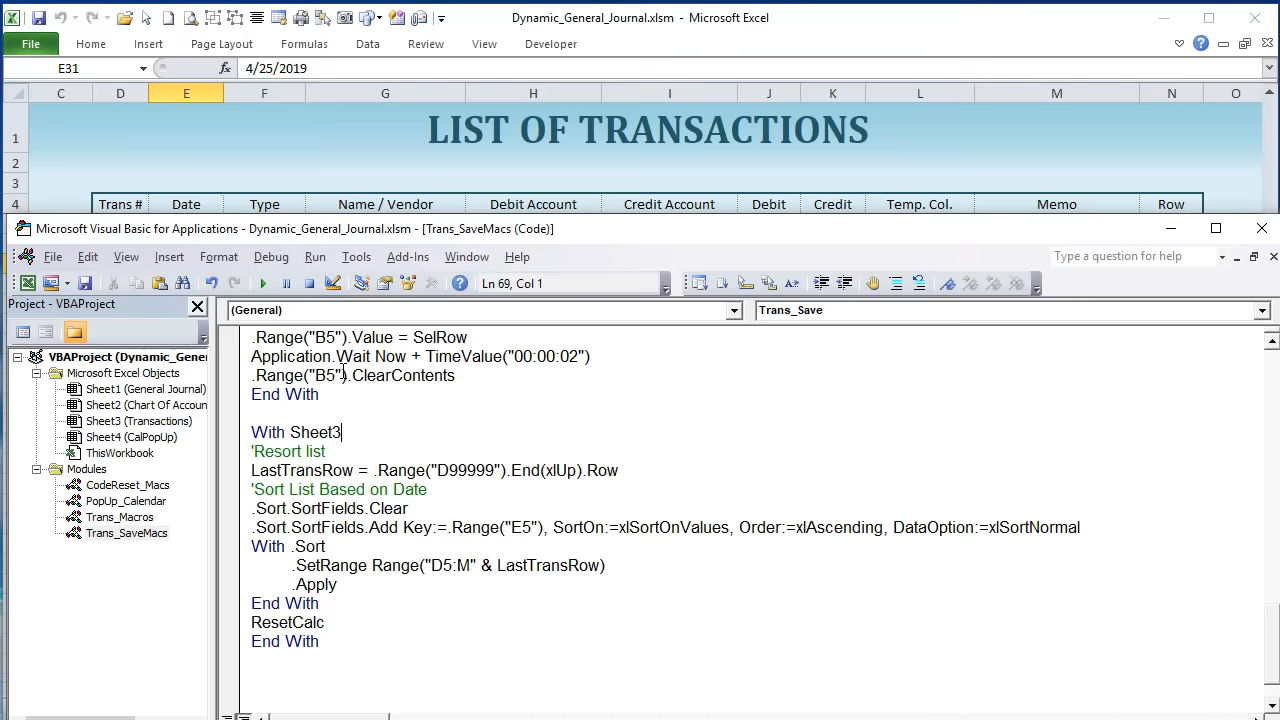 Dynamic_General_Journal.xlsm - Microsoft Excel
File Home Insert Page Layout Formulas Data Review View Developer
E31 fx 4/25/2019
C D E F G H I J K L M N O
1 LIST OF TRANSACTIONS
2
3
4 Trans # Date Type Name / Vendor Debit Account Credit Account Debit Credit Temp. Col. Memo Row
Microsoft Visual Basic for Applications - Dynamic_General_Journal.xlsm - [Trans_SaveMacs (Code)]
File Edit View Insert Format Debug Run Tools Add-Ins Window Help Type a question for help
Ln 69, Col 1
Project - VBAProject
(General) Trans_Save
VBAProject (Dynamic_Gene
Microsoft Excel Objects
Sheet1 (General Journal)
Sheet2 (Chart Of Accoun
Sheet3 (Transactions)
Sheet4 (CalPopUp)
ThisWorkbook
Modules
CodeReset_Macs
PopUp_Calendar
Trans_Macros
Trans_SaveMacs
.Range("B5").Value = SelRow
Application.Wait Now + TimeValue("00:00:02")
.Range("B5").ClearContents
End With
With Sheet3
'Resort list
LastTransRow = .Range("D99999").End(xlUp).Row
'Sort List Based on Date
.Sort.SortFields.Clear
.Sort.SortFields.Add Key:=.Range("E5"), SortOn:=xlSortOnValues, Order:=xlAscending, DataOption:=xlSortNormal
With .Sort
.SetRange Range("D5:M" & LastTransRow)
.Apply
End With
ResetCalc
End With